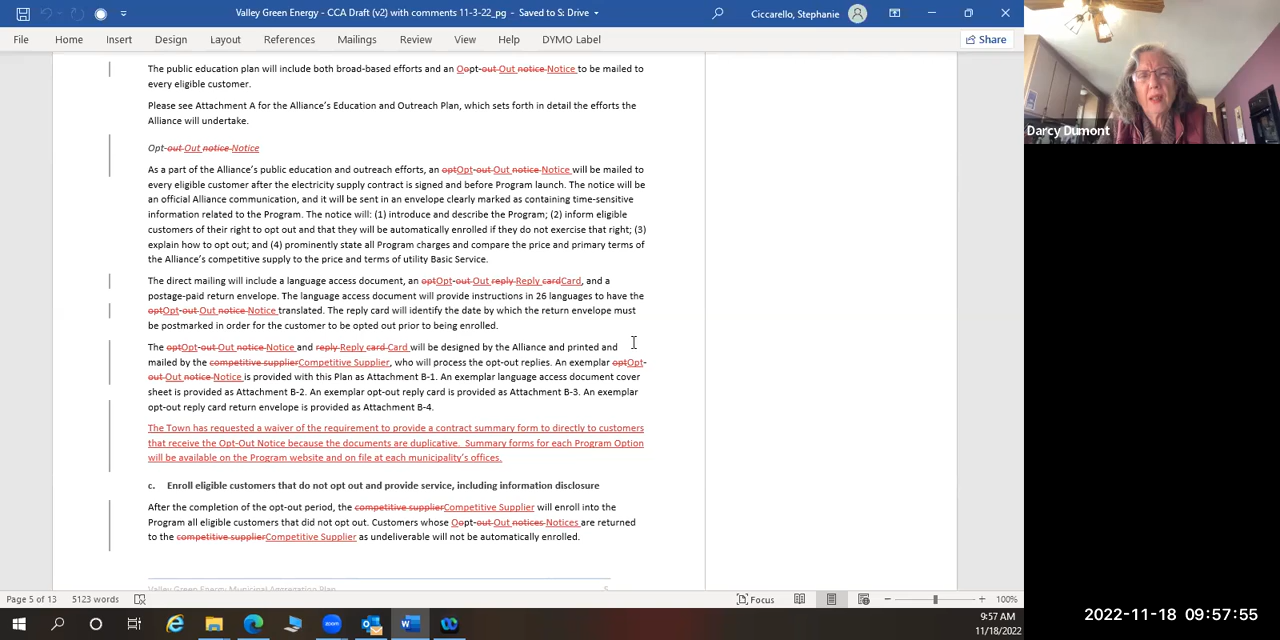 Valley Green Energy - CCA Draft (v2) with comments 11-3-22_pg - Saved to S: Drive
Ciccarello, Stephanie
File Home Insert Design Layout References Mailings Review View Help DYMO Label Share
The public education plan will include both broad-based efforts and an Oopt-out Out notice Notice to be mailed to
every eligible customer.
Please see Attachment A for the Alliance's Education and Outreach Plan, which sets forth in detail the efforts the
Alliance will undertake.
Opt-out Out notice Notice
As a part of the Alliance's public education and outreach efforts, an optOpt-out Out notice Notice will be mailed to
every eligible customer after the electricity supply contract is signed and before Program launch. The notice will be
an official Alliance communication, and it will be sent in an envelope clearly marked as containing time-sensitive
information related to the Program. The notice will: (1) introduce and describe the Program; (2) inform eligible
customers of their right to opt out and that they will be automatically enrolled if they do not exercise that right; (3)
explain how to opt out; and (4) prominently state all Program charges and compare the price and primary terms of
the Alliance's competitive supply to the price and terms of utility Basic Service.
The direct mailing will include a language access document, an optOpt-out Out reply Reply cardCard, and a
postage-paid return envelope. The language access document will provide instructions in 26 languages to have the
optOpt-out Out notice Notice translated. The reply card will identify the date by which the return envelope must
be postmarked in order for the customer to be opted out prior to being enrolled.
The optOpt-out Out notice Notice and reply Reply card Card will be designed by the Alliance and printed and
mailed by the competitive supplierCompetitive Supplier, who will process the opt-out replies. An exemplar optOpt-
out Out notice Notice is provided with this Plan as Attachment B-1. An exemplar language access document cover
sheet is provided as Attachment B-2. An exemplar opt-out reply card is provided as Attachment B-3. An exemplar
opt-out reply card return envelope is provided as Attachment B-4.
The Town has requested a waiver of the requirement to provide a contract summary form to directly to customers
that receive the Opt-Out Notice because the documents are duplicative. Summary forms for each Program Option
will be available on the Program website and on file at each municipality's offices.
c. Enroll eligible customers that do not opt out and provide service, including information disclosure
After the completion of the opt-out period, the competitive supplierCompetitive Supplier will enroll into the
Program all eligible customers that did not opt out. Customers whose Oopt-out Out notices Notices are returned
to the competitive supplierCompetitive Supplier as undeliverable will not be automatically enrolled.
Valley Green Energy Municipal Aggregation Plan 5
Page 5 of 13 5123 words Focus 100%
9:57 AM
11/18/2022
Darcy Dumont
2022-11-18 09:57:55